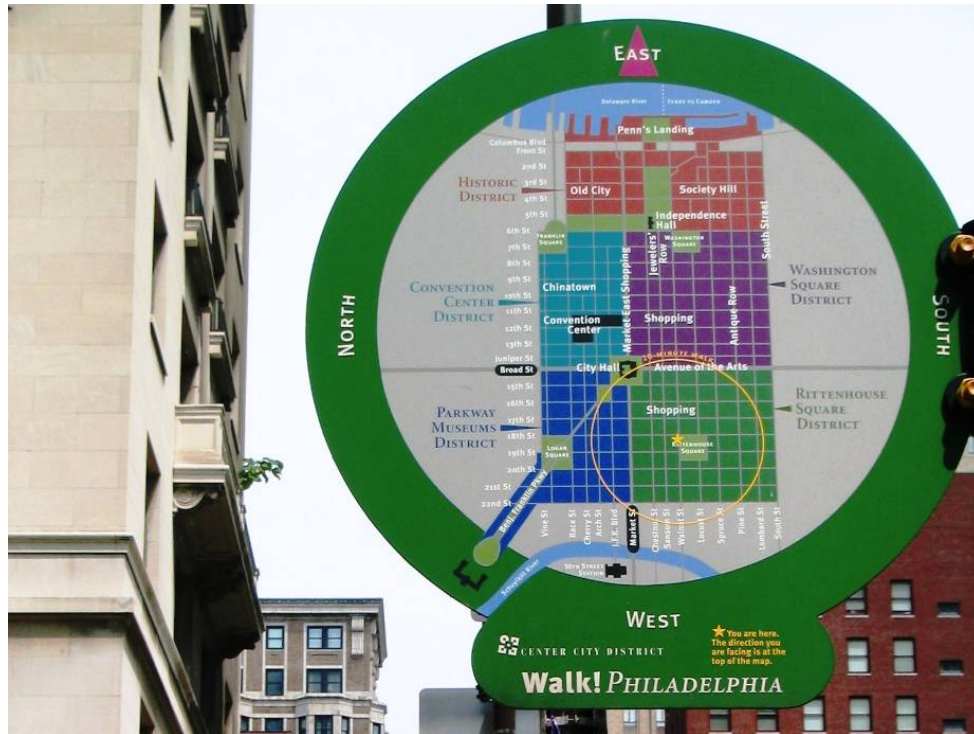 EAST
Delaware River
FERRY TO CAMDEN
Penn's Landing
Columbus Blvd
Front St
2nd St
3rd St
4th St
5th St
6th St
7th St
8th St
9th St
10th St
11th St
12th St
13th St
Juniper St
Broad St
15th St
16th St
17th St
18th St
19th St
20th St
21st St
22nd St
HISTORIC
DISTRICT
Old City
Society Hill
Independence
Hall
FRANKLIN
SQUARE
Jewelers'
Row
WASHINGTON
SQUARE
South Street
CONVENTION
CENTER
DISTRICT
Chinatown
Convention
Center
Market East Shopping
Shopping
Antique Row
WASHINGTON
SQUARE
DISTRICT
NORTH
SOUTH
City Hall
10-MINUTE WALK
Avenue of the Arts
PARKWAY
MUSEUMS
DISTRICT
Shopping
RITTENHOUSE
SQUARE
DISTRICT
LOGAN
SQUARE
RITTENHOUSE
SQUARE
Benj. Franklin Pkwy
Vine St
Race St
Cherry St
Arch St
J.F.K. Blvd
Market St
Chestnut St
Sansom St
Walnut St
Locust St
Spruce St
Pine St
Lombard St
South St
Schuylkill River
30TH STREET
STATION
WEST
You are here.
The direction you
are facing is at the
top of the map.
CENTER CITY DISTRICT
Walk! PHILADELPHIA